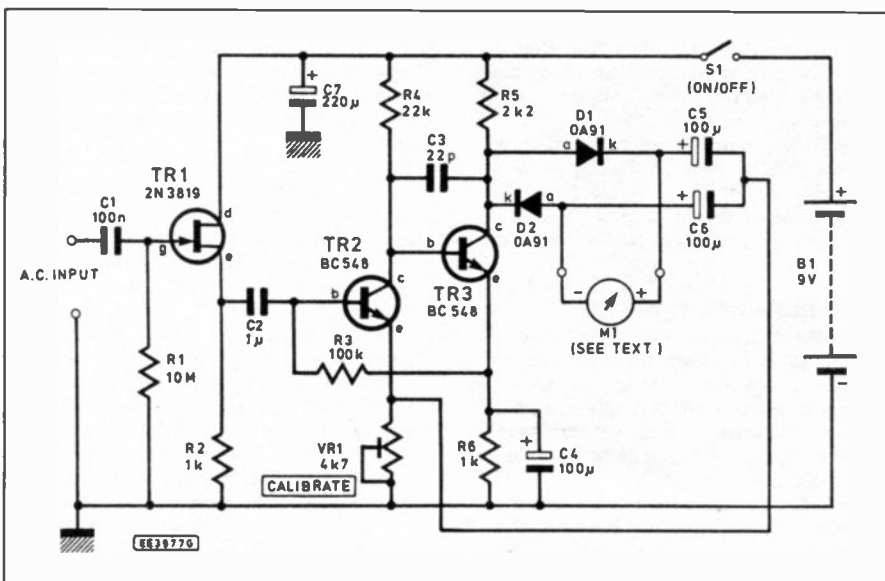 S1
(ON/OFF)
+
C7
220µ
R4
22k
R5
2k2
D1
OA91
C5
100µ
C3
22p
a
k
+
TR1
2N3819
C1
100n
d
g
e
k
a
D2
OA91
+
C6
100µ
+
B1
9V
-
A.C. INPUT
TR2
BC548
b
c
e
b
c
e
TR3
BC548
-
+
M1
(SEE TEXT)
C2
1µ
R3
100k
R1
10M
R2
1k
VR1
4k7
CALIBRATE
R6
1k
+
C4
100µ
EE3977G